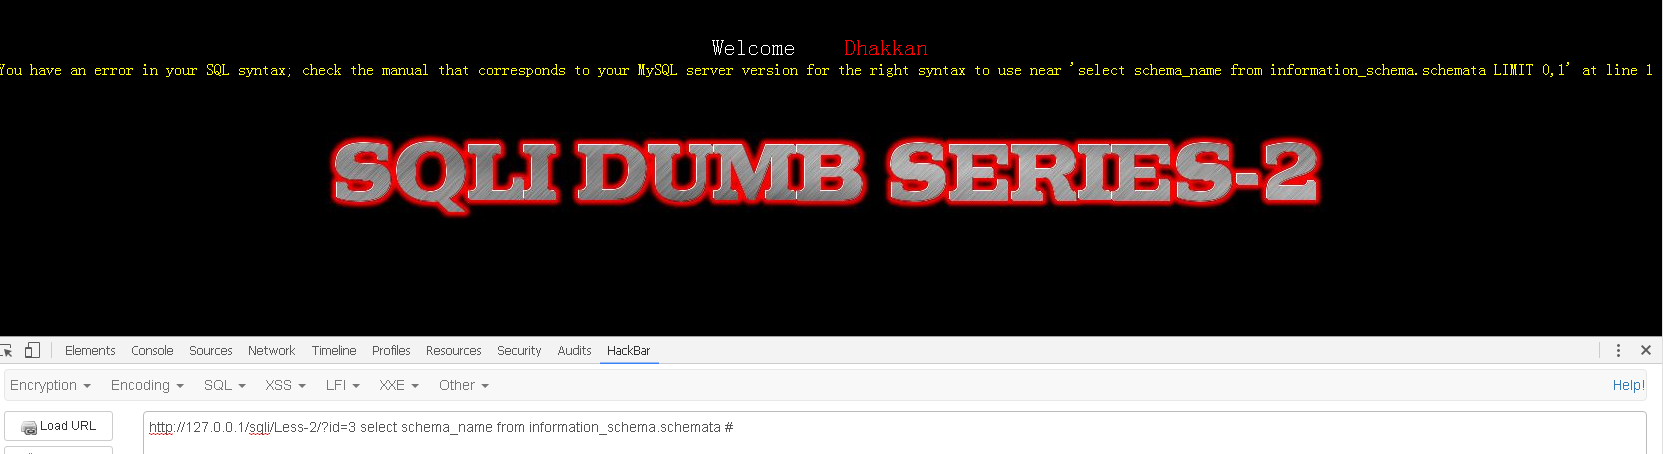 Welcome Dhakkan
You have an error in your SQL syntax; check the manual that corresponds to your MySQL server version for the right syntax to use near 'select schema_name from information_schema.schemata LIMIT 0,1' at line 1
SQLI DUMB SERIES-2
Elements Console Sources Network Timeline Profiles Resources Security Audits HackBar
Encryption Encoding SQL XSS LFI XXE Other Help!
Load URL http://127.0.0.1/sqli/Less-2/?id=3 select schema_name from information_schema.schemata #